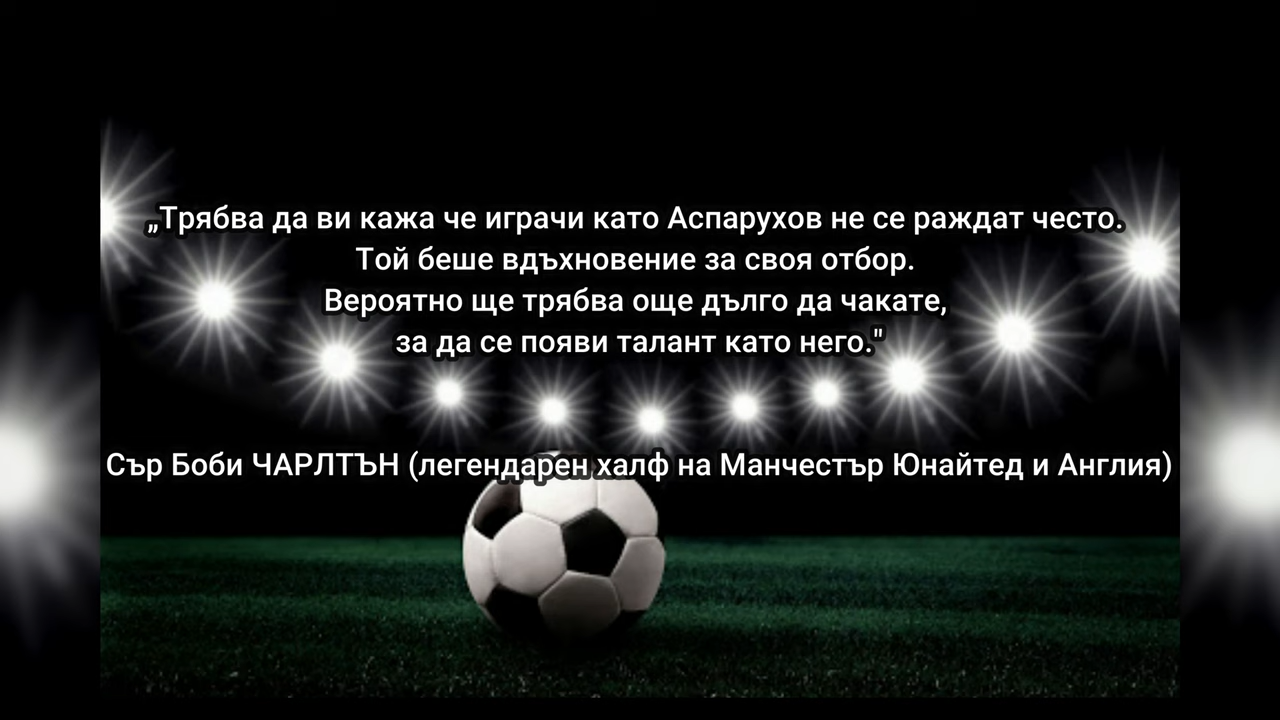 „Трябва да ви кажа че играчи като Аспарухов не се раждат често.
Той беше вдъхновение за своя отбор.
Вероятно ще трябва още дълго да чакате,
за да се появи талант като него."
Сър Боби ЧАРЛТЪН (легендарен халф на Манчестър Юнайтед и Англия)